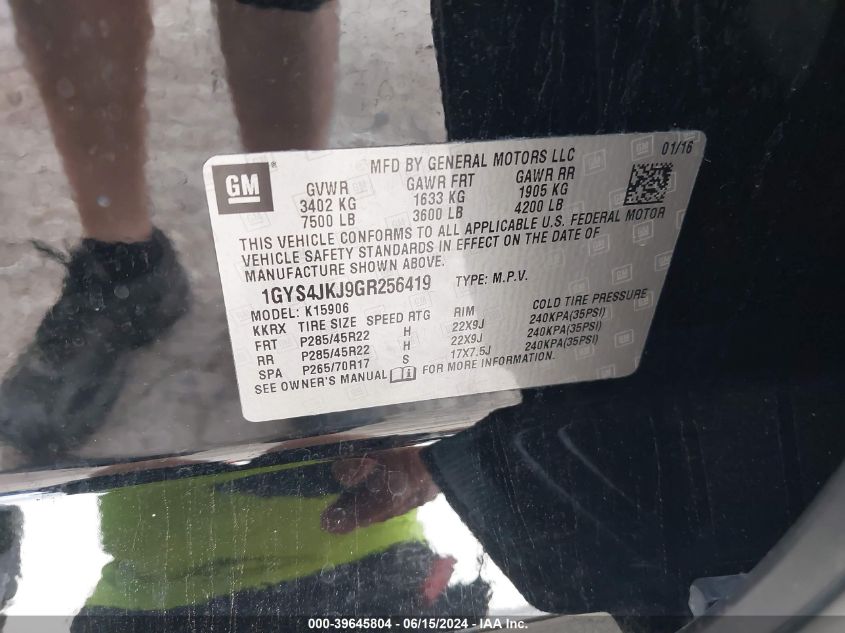 GM
MFD BY GENERAL MOTORS LLC
01/16
GVWR GAWR FRT GAWR RR
3402 KG 1633 KG 1905 KG
7500 LB 3600 LB 4200 LB
THIS VEHICLE CONFORMS TO ALL APPLICABLE U.S. FEDERAL MOTOR
VEHICLE SAFETY STANDARDS IN EFFECT ON THE DATE OF
MANUFACTURE SHOWN ABOVE.
1GYS4JKJ9GR256419 TYPE: M.P.V.
MODEL: K15906
KKRX TIRE SIZE SPEED RTG RIM COLD TIRE PRESSURE
FRT P285/45R22 H 22X9J 240KPA(35PSI)
RR P285/45R22 H 22X9J 240KPA(35PSI)
SPA P265/70R17 S 17X7.5J 240KPA(35PSI)
SEE OWNER'S MANUAL FOR MORE INFORMATION.
000-39645804 - 06/15/2024 - IAAI.com - Copyright 2024 IAA, Inc.